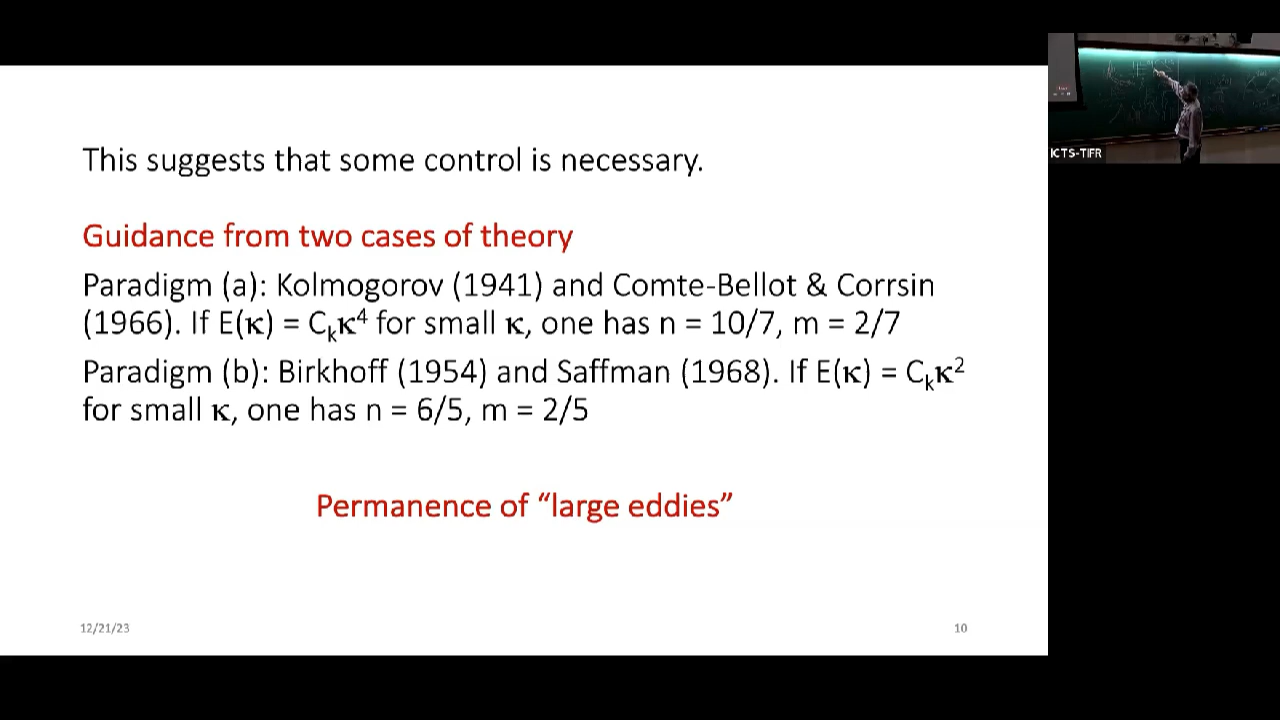 This suggests that some control is necessary.
Guidance from two cases of theory
Paradigm (a): Kolmogorov (1941) and Comte-Bellot & Corrsin
(1966). If E(κ) = Cₖκ⁴ for small κ, one has n = 10/7, m = 2/7
Paradigm (b): Birkhoff (1954) and Saffman (1968). If E(κ) = Cₖκ²
for small κ, one has n = 6/5, m = 2/5
Permanence of “large eddies”
12/21/23
10
ICTS-TIFR